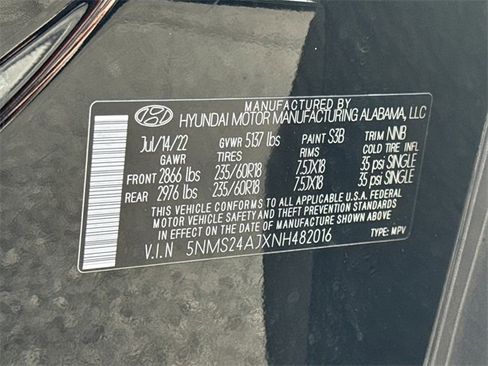 MANUFACTURED BY
HYUNDAI MOTOR MANUFACTURING ALABAMA, LLC
Jul/14/22 GVWR 5137 lbs PAINT S3B TRIM NNB
GAWR TIRES RIMS COLD TIRE INFL
FRONT 2866 lbs 235/60R18 7.5JX18 35 psi SINGLE
REAR 2976 lbs 235/60R18 7.5JX18 35 psi SINGLE
THIS VEHICLE CONFORMS TO ALL APPLICABLE U.S.A. FEDERAL
MOTOR VEHICLE SAFETY AND THEFT PREVENTION STANDARDS
IN EFFECT ON THE DATE OF MANUFACTURE SHOWN ABOVE.
V.I.N 5NMS24AJXNH482016 TYPE: MPV